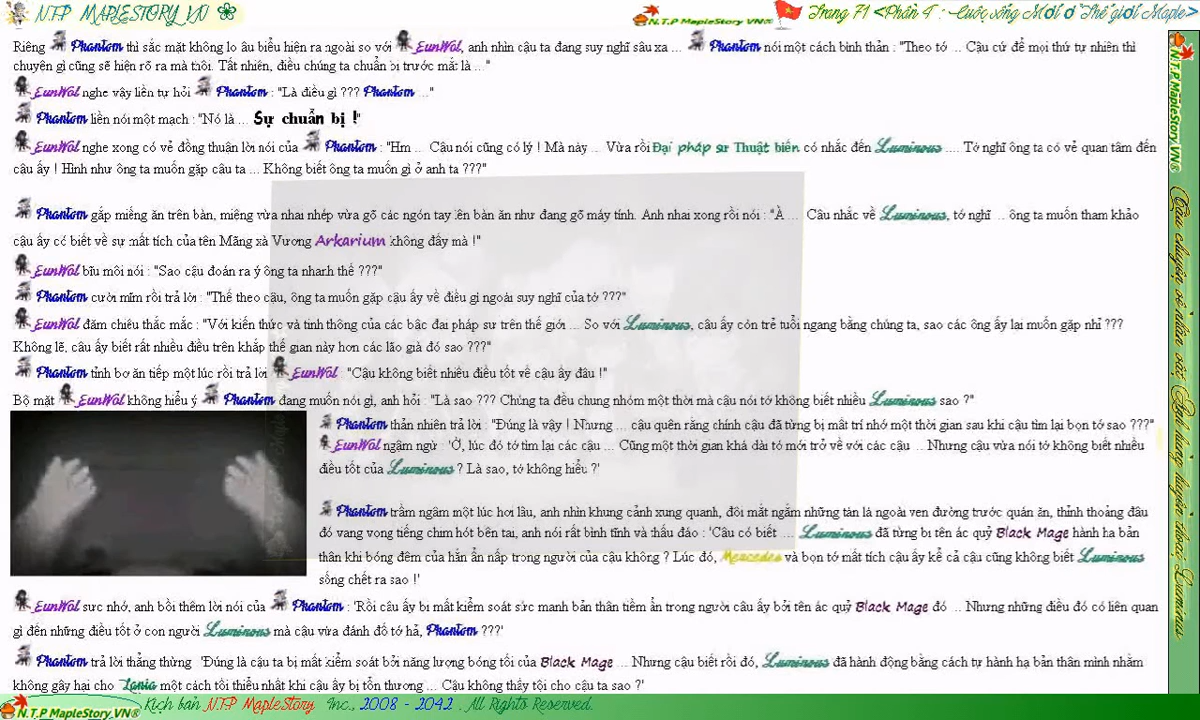 N.T.P MAPLESTORY VN
N.T.P MapleStory VN® Trang 71 <Phần 4 : ~Cuộc sống Mới ở "Thế giới Maple>
Riêng Phantom thì sắc mặt không lo âu biểu hiện ra ngoài so với EunWol, anh nhìn cậu ta đang suy nghĩ sâu xa ... Phantom nói một cách bình thản : "Theo tớ ... Cậu cứ để mọi thứ tự nhiên thì
chuyện gì cũng sẽ hiện rõ ra mà thôi. Tất nhiên, điều chúng ta chuẩn bị trước mắt là ..."
EunWol nghe vậy liền tự hỏi Phantom : "Là điều gì ??? Phantom ..."
Phantom liền nói một mạch : "Nó là ... Sự chuẩn bị !"
EunWol nghe xong có vẻ đồng thuận lời nói của Phantom : "Hm ... Cậu nói cũng có lý ! Mà này ... Vừa rồi Đại pháp sư Thuật biến có nhắc đến Luminous .... Tớ nghĩ ông ta có vẻ quan tâm đến
cậu ấy ! Hình như ông ta muốn gặp cậu ta ... Không biết ông ta muốn gì ở anh ta ???"
Phantom gắp miếng ăn trên bàn, miệng vừa nhai nhép vừa gõ các ngón tay lên bàn ăn như đang gõ máy tính. Anh nhai xong rồi nói : "À ... Cậu nhắc về Luminous, tớ nghĩ ... ông ta muốn tham khảo
cậu ấy có biết về sự mất tích của tên Mãng xà Vương Arkarium không đấy mà !"
EunWol bĩu môi nói : "Sao cậu đoán ra ý ông ta nhanh thế ???"
Phantom cười mĩm rồi trả lời : "Thế theo cậu, ông ta muốn gặp cậu ấy về điều gì ngoài suy nghĩ của tớ ???"
EunWol đăm chiêu thắc mắc : "Với kiến thức và tinh thông của các bậc đại pháp sư trên thế giới ... So với Luminous, cậu ấy còn trẻ tuổi ngang bằng chúng ta, sao các ông ấy lại muốn gặp nhỉ ???
Không lẽ, cậu ấy biết rất nhiều điều trên khắp thế gian này hơn các lão già đó sao ???"
Phantom tỉnh bơ ăn tiếp một lúc rồi trả lời EunWol : "Cậu không biết nhiều điều tốt về cậu ấy đâu !"
Bộ mặt EunWol không hiểu ý Phantom đang muốn nói gì, anh hỏi : "Là sao ??? Chúng ta đều chung nhóm một thời mà cậu nói tớ không biết nhiều Luminous sao ?"
Phantom thản nhiên trả lời : "Đúng là vậy ! Nhưng ... cậu quên rằng chính cậu đã từng bị mất trí nhớ một thời gian sau khi cậu tìm lại bọn tớ sao ???"
EunWol ngậm ngừ : 'Ờ, lúc đó tớ tìm lại các cậu ... Cũng một thời gian khá dài tớ mới trở về với các cậu ... Nhưng cậu vừa nói tớ không biết nhiều
điều tốt của Luminous ? Là sao, tớ không hiểu ?'
Phantom trầm ngâm một lúc hơi lâu, anh nhìn khung cảnh xung quanh, đôi mắt ngắm những tán lá ngoài ven đường trước quán ăn, thỉnh thoảng đâu
đó vang vọng tiếng chim hót bên tai, anh nói rất bình tĩnh và thấu đáo : 'Cậu có biết .... Luminous đã từng bị tên ác quỷ Black Mage hành hạ bản
thân khi bóng đêm của hắn ẩn nấp trong người của cậu không ? Lúc đó, Mercedes và bọn tớ mất tích cậu ấy kể cả cậu cũng không biết Luminous
sống chết ra sao !'
EunWol sực nhớ, anh bồi thêm lời nói của Phantom : 'Rồi cậu ấy bị mất kiểm soát sức mạnh bản thân tiềm ẩn trong người cậu ấy bởi tên ác quỷ Black Mage đó ... Nhưng những điều đó có liên quan
gì đến những điều tốt ở con người Luminous mà cậu vừa đánh đố tớ hả, Phantom ???'
Phantom trả lời thẳng thừng : 'Đúng là cậu ta bị mất kiểm soát bởi năng lượng bóng tối của Black Mage ... Nhưng cậu biết rồi đó, Luminous đã hành động bằng cách tự hành hạ bản thân mình nhằm
không gây hại cho Lania một cách tối thiểu nhất khi cậu ấy bị tổn thương ... Cậu không thấy tội cho cậu ta sao ?'
N.T.P MapleStory.VN® Kịch bản N.T.P MapleStory Inc., 2008 - 2042 . All Rights Reserved.
N.T.P MapleStory.VN®